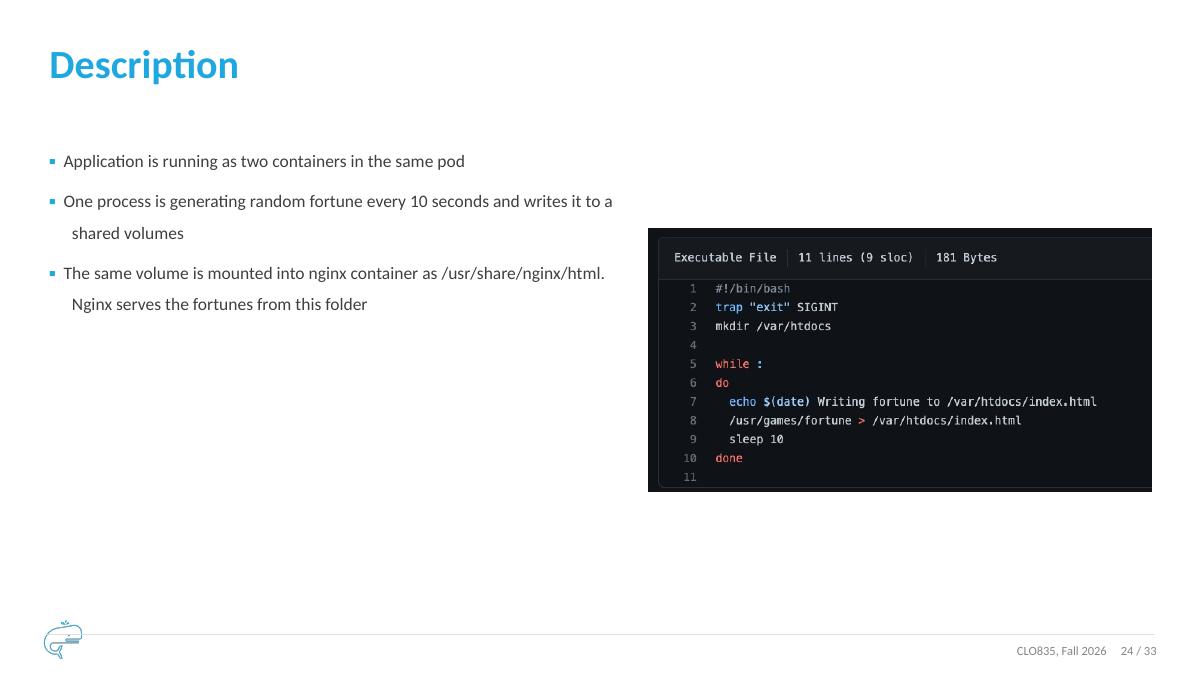 Description
Application is running as two containers in the same pod
One process is generating random fortune every 10 seconds and writes it to a
shared volumes
The same volume is mounted into nginx container as /usr/share/nginx/html.
Nginx serves the fortunes from this folder
Executable File 11 lines (9 sloc) 181 Bytes
1 #!/bin/bash
2 trap "exit" SIGINT
3 mkdir /var/htdocs
4
5 while :
6 do
7 echo $(date) Writing fortune to /var/htdocs/index.html
8 /usr/games/fortune > /var/htdocs/index.html
9 sleep 10
10 done
11
CLO835, Fall 2026 24 / 33